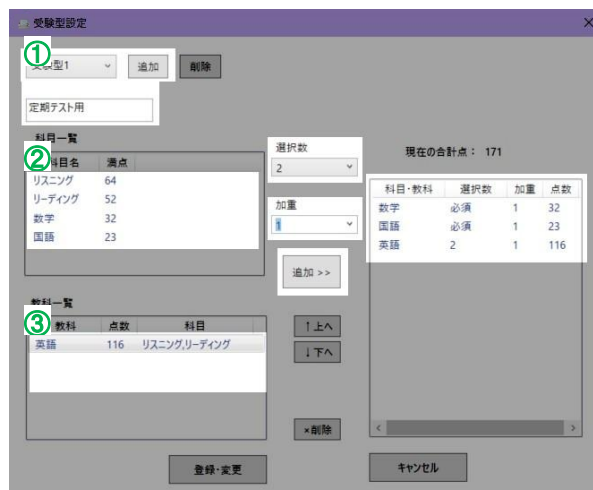 受験型設定
①
受験型1 追加 削除
定期テスト用
科目一覧
②
科目名 満点
リスニング 64
リーディング 52
数学 32
国語 23
選択数
2
加重
1
追加 >>
現在の合計点： 171
科目・教科 選択数 加重 点数
数学 必須 1 32
国語 必須 1 23
英語 2 1 116
教科一覧
③
教科 点数 科目
英語 116 リスニング,リーディング
↑上へ
↓下へ
×削除
登録・変更
キャンセル